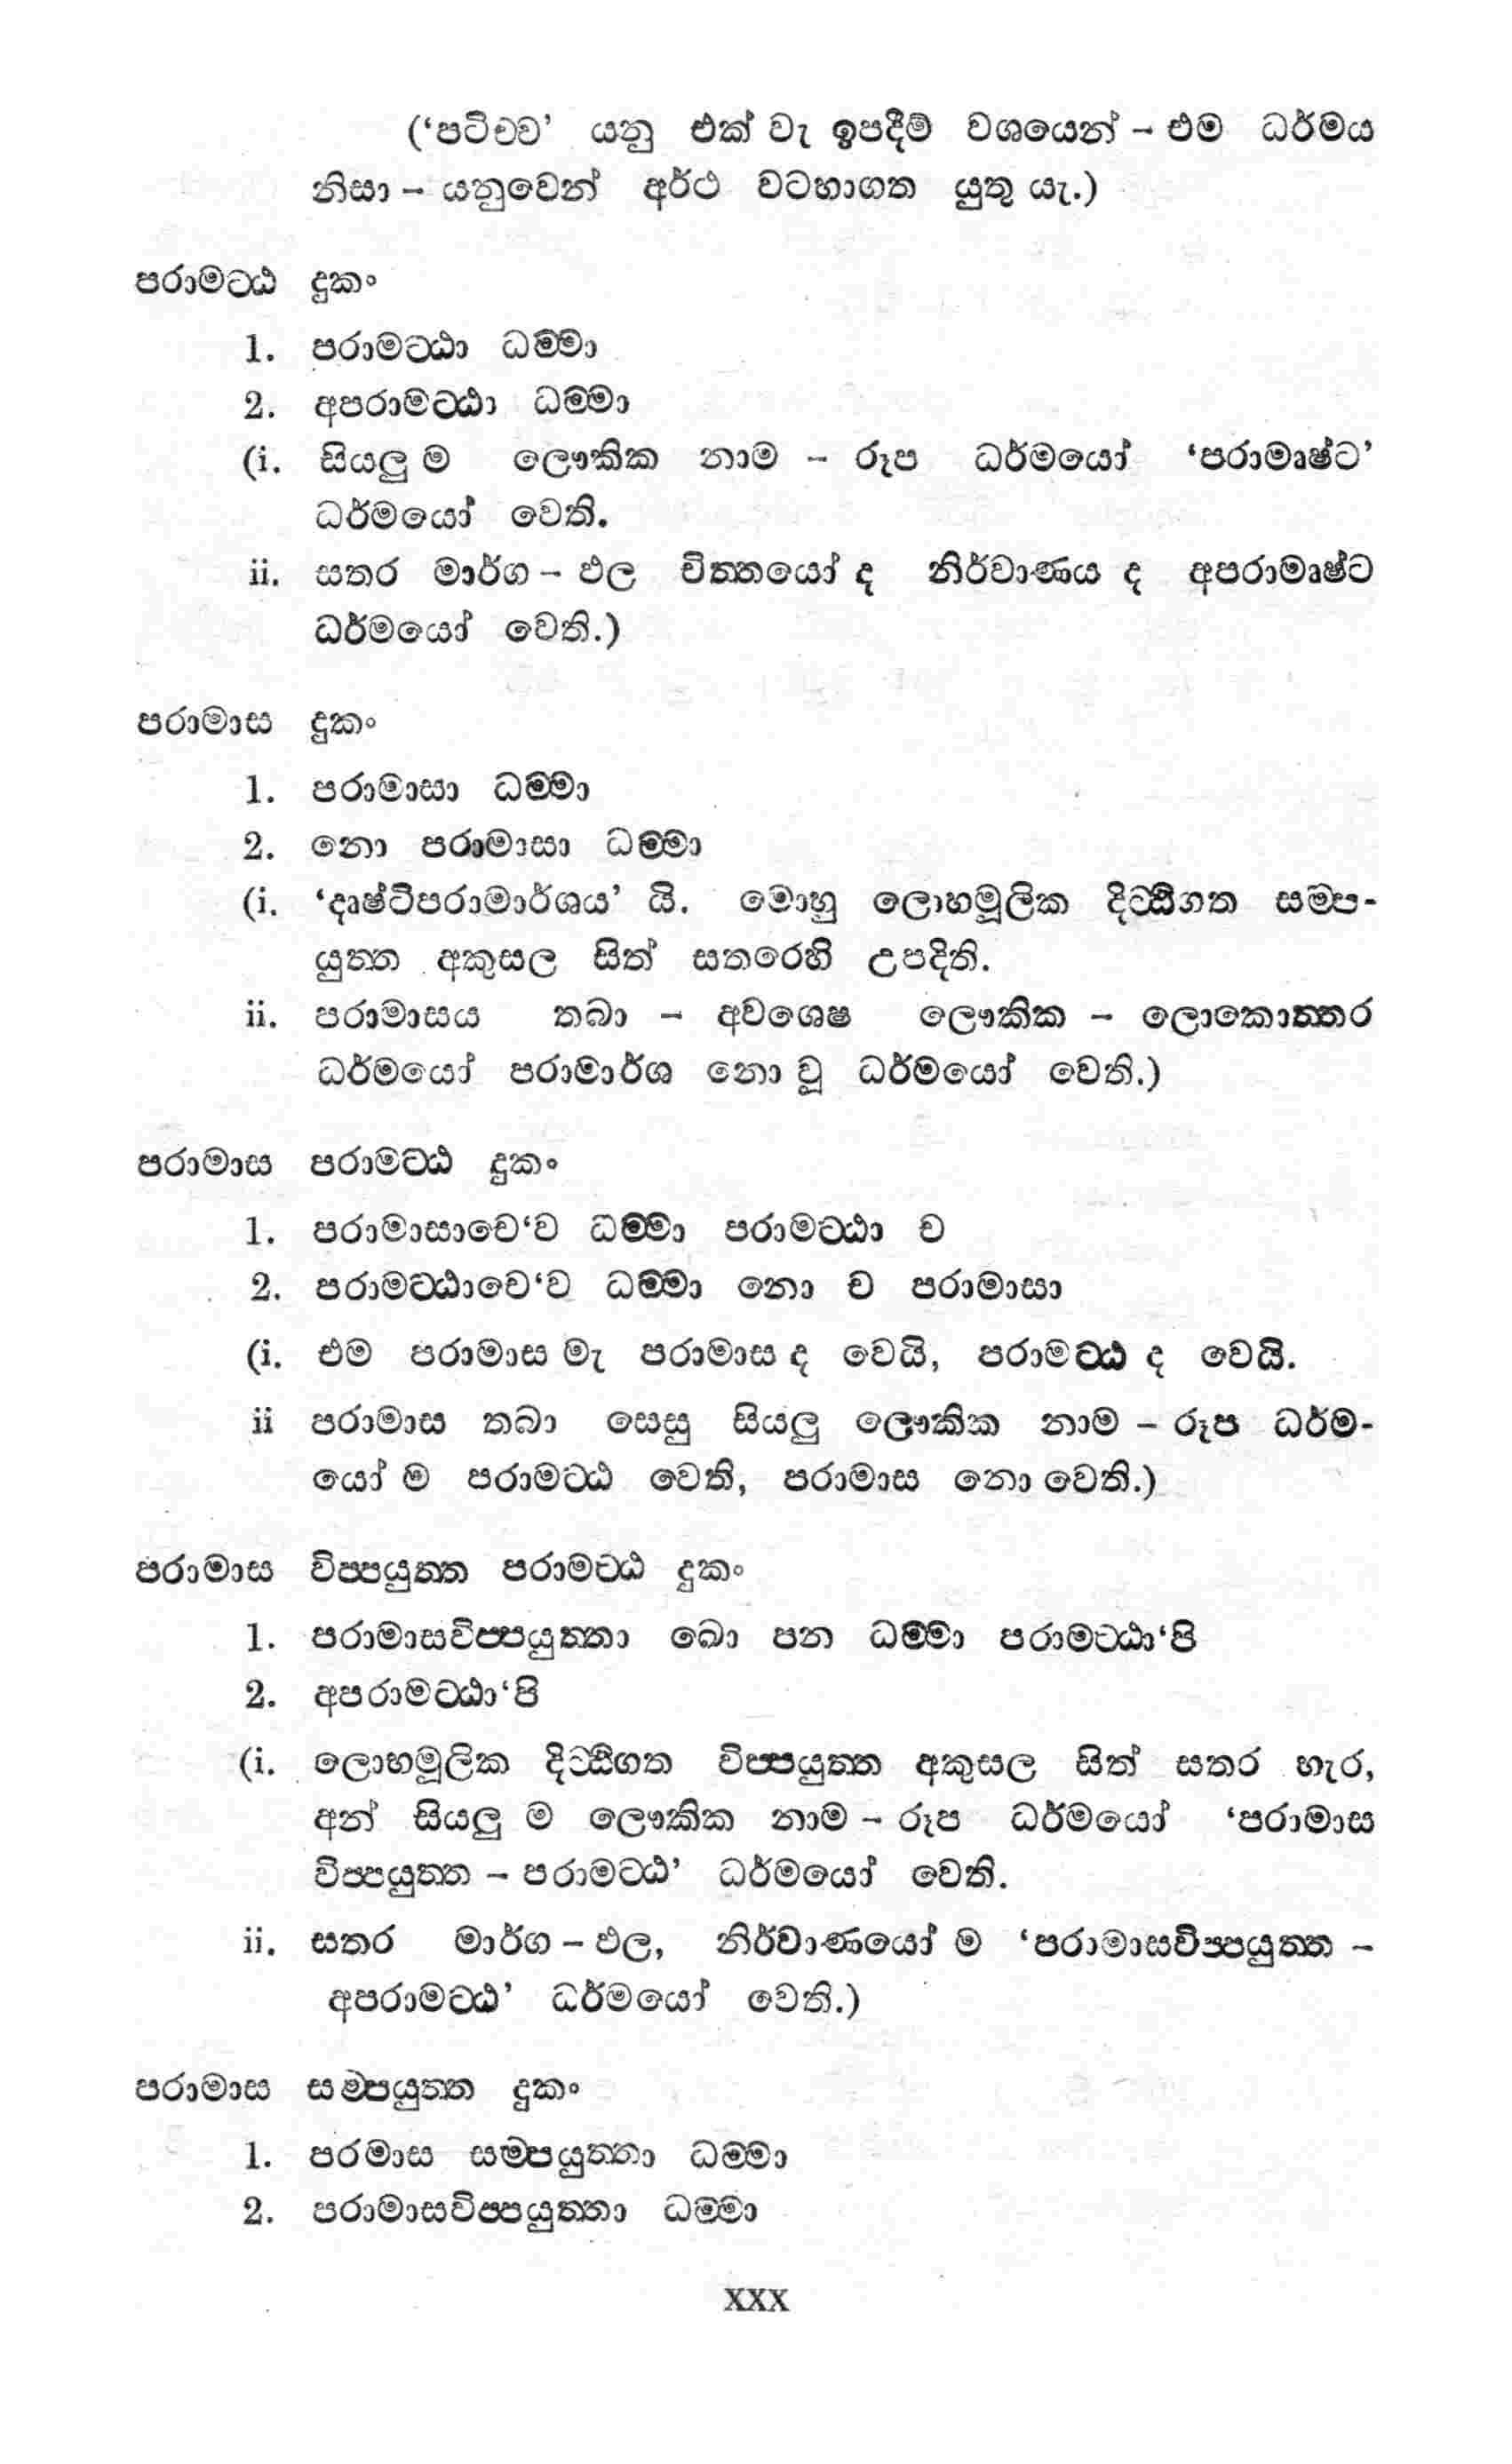 (‘පටිච්ච’ යනු එක් වැ ඉපදීම් වශයෙන් - එම ධර්මය
නිසා - යනුවෙන් අර්ථ වටහාගත යුතු යැ.)
පරාමට්ඨ දුකං
1. පරාමට්ඨා ධම්මා
2. අපරාමට්ඨා ධම්මා
(i. සියලු ම ලෞකික නාම - රූප ධර්මයෝ ‘පරාමෘෂ්ට’
ධර්මයෝ වෙති.
ii. සතර මාර්ග - ඵල චිත්තයෝ ද නිර්වාණය ද අපරාමෘෂ්ට
ධර්මයෝ වෙති.)
පරාමාස දුකං
1. පරාමාසා ධම්මා
2. නො පරාමාසා ධම්මා
(i. ‘දෘෂ්ටිපරාමාර්ශය’ යි. මොහු ලොභමූලික දිට්ඨිගත සම්ප-
යුත්ත අකුසල සිත් සතරෙහි උපදිති.
ii. පරාමාසය තබා - අවශෙෂ ලෞකික - ලොකොත්තර
ධර්මයෝ පරාමාර්ශ නො වූ ධර්මයෝ වෙති.)
පරාමාස පරාමට්ඨ දුකං
1. පරාමාසාචෙ‘ව ධම්මා පරාමට්ඨා ච
2. පරාමට්ඨාචෙ‘ව ධම්මා නො ච පරාමාසා
(i. එම පරාමාස මැ පරාමාස ද වෙයි, පරාමට්ඨ ද වෙයි.
ii පරාමාස තබා සෙසු සියලු ලෞකික නාම - රූප ධර්ම-
යෝ ම පරාමට්ඨ වෙති, පරාමාස නො වෙති.)
පරාමාස විප්පයුත්ත පරාමට්ඨ දුකං
1. පරාමාසවිප්පයුත්තා ඛො පන ධම්මා පරාමට්ඨා‘පි
2. අපරාමට්ඨා‘පි
(i. ලොභමූලික දිට්ඨිගත විප්පයුත්ත අකුසල සිත් සතර හැර,
අන් සියලු ම ලෞකික නාම - රූප ධර්මයෝ ‘පරාමාස
විප්පයුත්ත - පරාමට්ඨ’ ධර්මයෝ වෙති.
ii. සතර මාර්ග - ඵල, නිර්වාණයෝ ම ‘පරාමාසවිප්පයුත්ත -
අපරාමට්ඨ’ ධර්මයෝ වෙති.)
පරාමාස සම්පයුත්ත දුකං
1. පරමාස සම්පයුත්තා ධම්මා
2. පරාමාසවිප්පයුත්තා ධම්මා
XXX